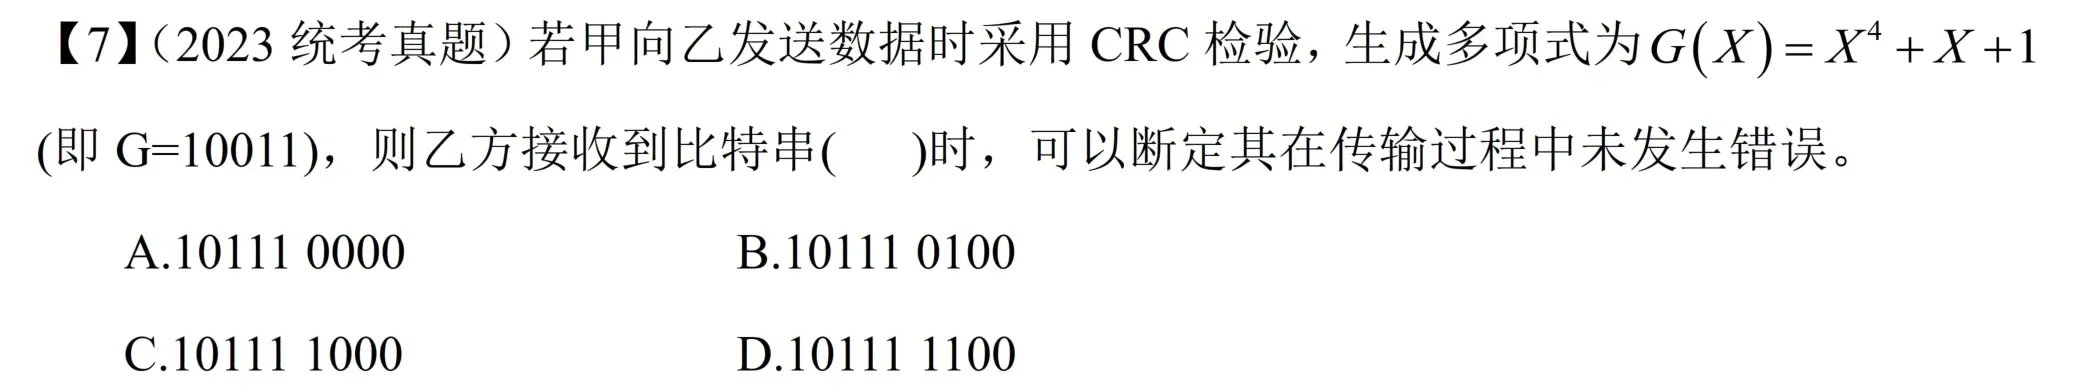 【7】（2023 统考真题）若甲向乙发送数据时采用 CRC 检验，生成多项式为 G(X) = X⁴ + X + 1
(即 G=10011)，则乙方接收到比特串(    )时，可以断定其在传输过程中未发生错误。
A.10111 0000 B.10111 0100
C.10111 1000 D.10111 1100